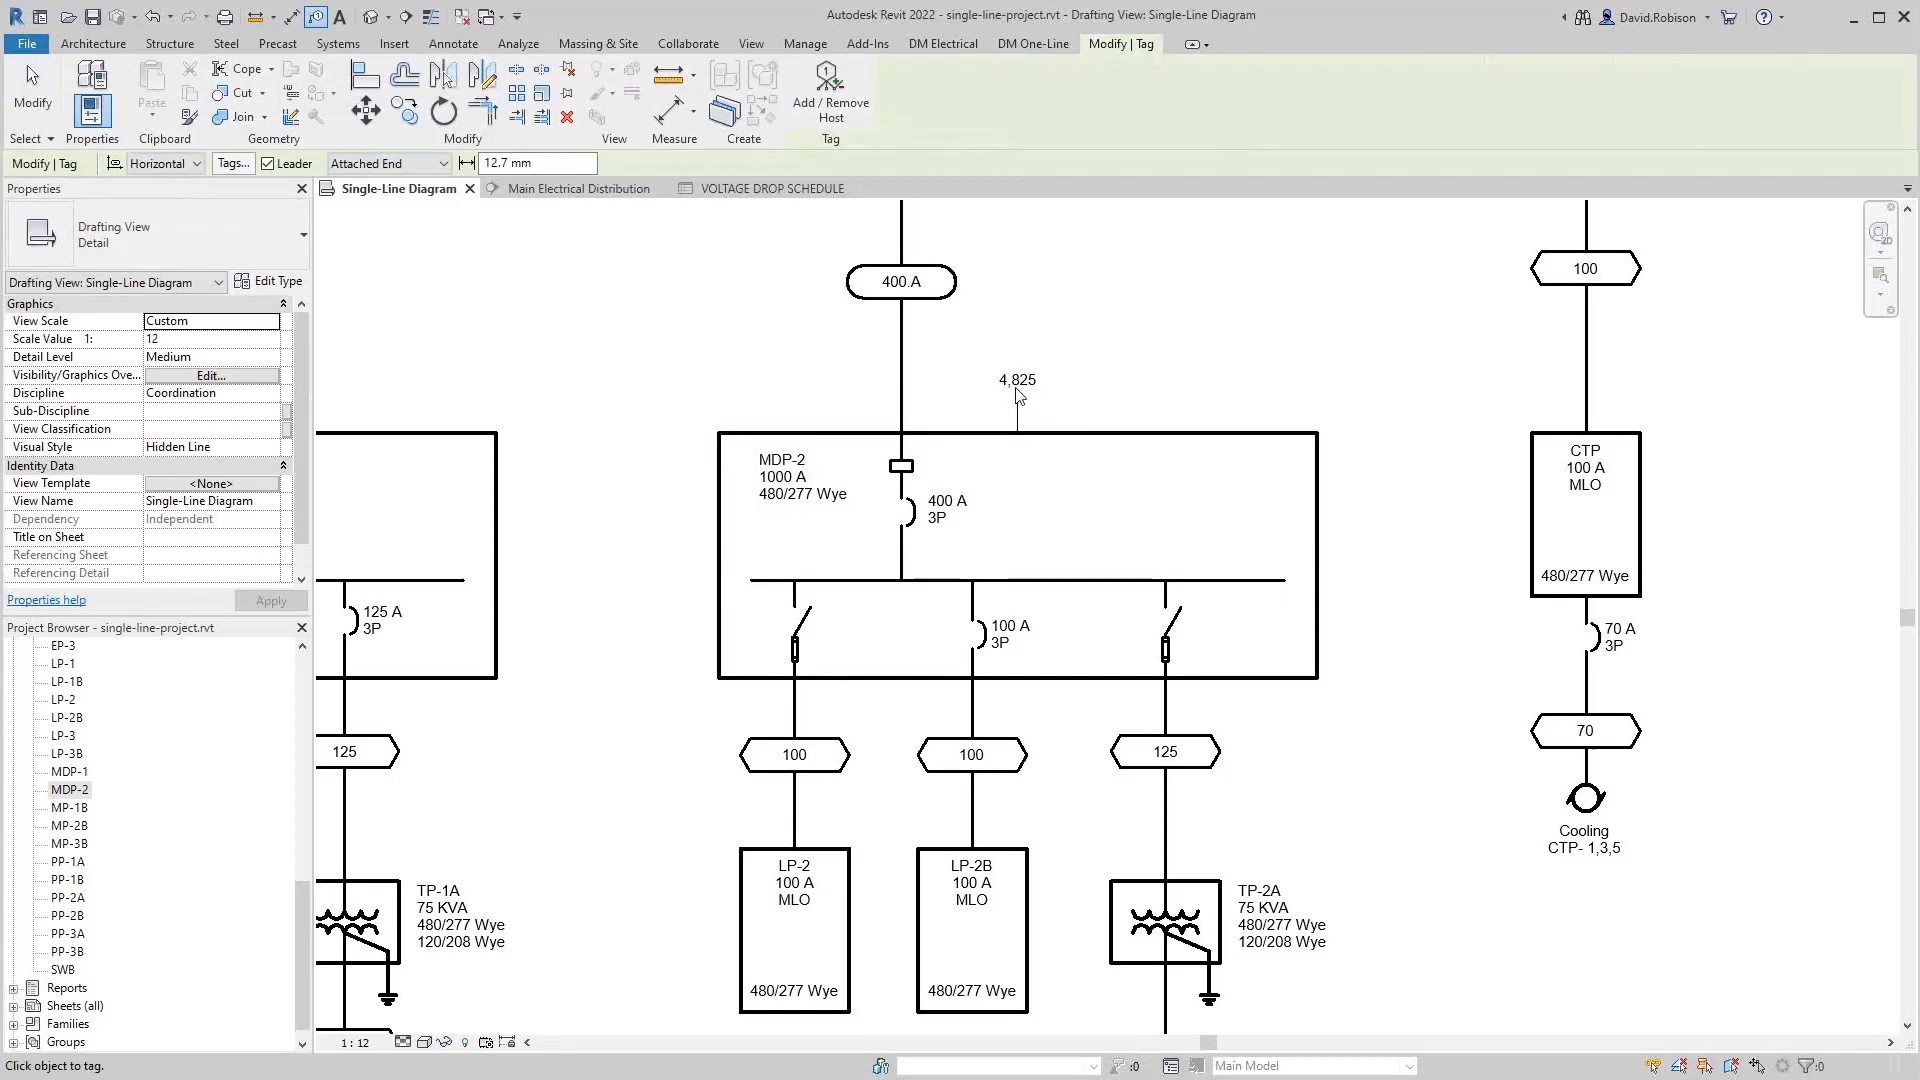 Autodesk Revit 2022 - single-line-project.rvt - Drafting View: Single-Line Diagram
David.Robison
File Architecture Structure Steel Precast Systems Insert Annotate Analyze Massing & Site Collaborate View Manage Add-Ins DM Electrical DM One-Line Modify | Tag
Modify
Paste
Cope
Cut
Join
Add / Remove
Host
Select Properties Clipboard Geometry Modify View Measure Create Tag
Modify | Tag Horizontal Tags... Leader Attached End 12.7 mm
Properties
Single-Line Diagram Main Electrical Distribution VOLTAGE DROP SCHEDULE
Drafting View
Detail
Drafting View: Single-Line Diagram Edit Type
Graphics
View Scale Custom
Scale Value 1: 12
Detail Level Medium
Visibility/Graphics Ove... Edit...
Discipline Coordination
Sub-Discipline
View Classification
Visual Style Hidden Line
Identity Data
View Template <None>
View Name Single-Line Diagram
Dependency Independent
Title on Sheet
Referencing Sheet
Referencing Detail
Properties help Apply
Project Browser - single-line-project.rvt
EP-3
LP-1
LP-1B
LP-2
LP-2B
LP-3
LP-3B
MDP-1
MDP-2
MP-1B
MP-2B
MP-3B
PP-1A
PP-1B
PP-2A
PP-2B
PP-3A
PP-3B
SWB
Reports
Sheets (all)
Families
Groups
400.A
100
4,825
MDP-2
1000 A
480/277 Wye
400 A
3P
CTP
100 A
MLO
480/277 Wye
125 A
3P
100 A
3P
70 A
3P
125
100
100
125
70
Cooling
CTP- 1,3,5
TP-1A
75 KVA
480/277 Wye
120/208 Wye
LP-2
100 A
MLO
480/277 Wye
LP-2B
100 A
MLO
480/277 Wye
TP-2A
75 KVA
480/277 Wye
120/208 Wye
1 : 12
Click object to tag.
:0
Main Model
:0